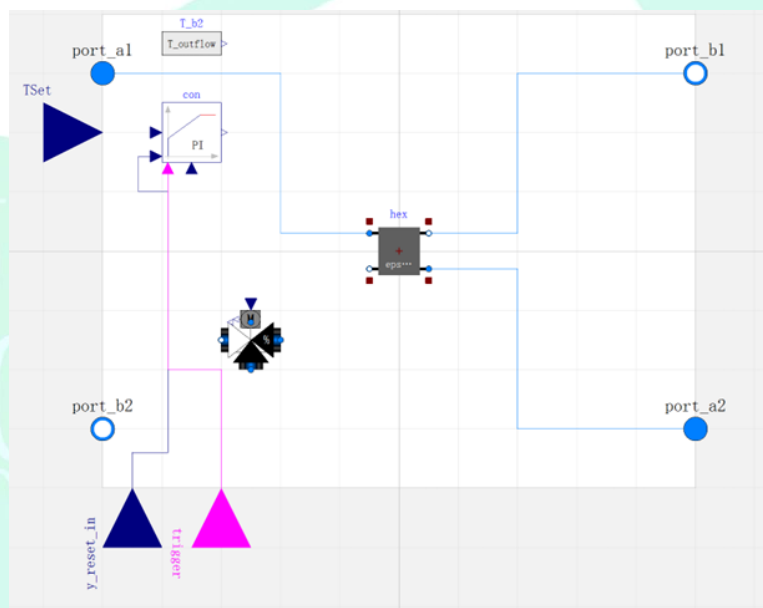 T_b2
port_a1
T_outflow
port_b1
TSet
con
PI
hex
eps…
%
port_b2
port_a2
y_reset_in
trigger